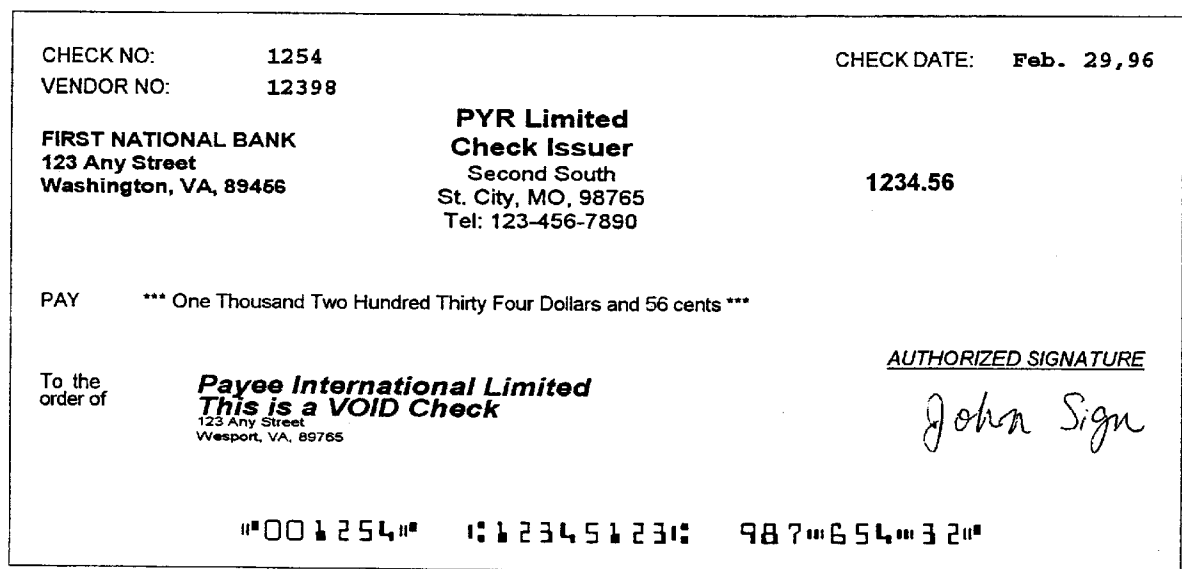 CHECK NO: 1254 CHECK DATE: Feb. 29,96
VENDOR NO: 12398
PYR Limited
Check Issuer
Second South
St. City, MO, 98765
Tel: 123-456-7890
FIRST NATIONAL BANK
123 Any Street
Washington, VA, 89456
1234.56
PAY *** One Thousand Two Hundred Thirty Four Dollars and 56 cents ***
AUTHORIZED SIGNATURE
John Sign
To the
order of
Payee International Limited
This is a VOID Check
123 Any Street
Wesport, VA, 89765
⑈001254⑈ ⑆12345123⑆ 987⑉654⑉32⑈